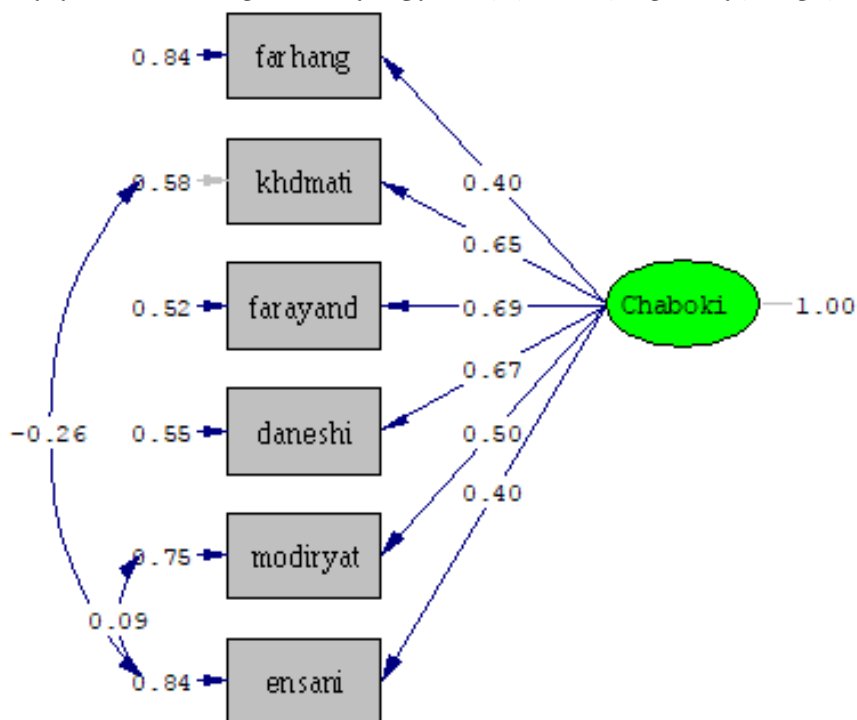 0.84 farhang
0.40
0.58 khdmati
0.65
0.52 farayand 0.69 Chaboki 1.00
0.67
-0.26 0.55 daneshi 0.50
0.40
0.75 modiryat
0.09
0.84 ensani